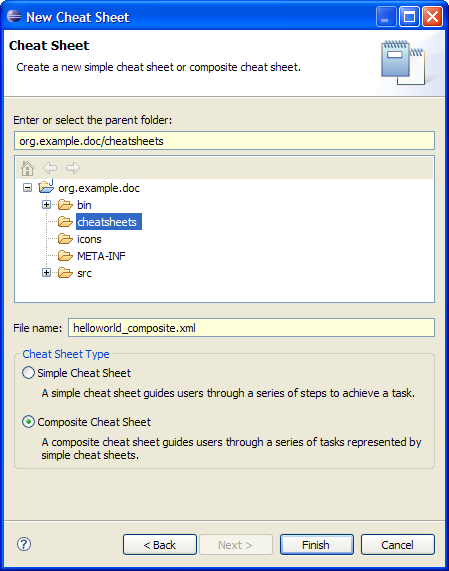 New Cheat Sheet
Cheat Sheet
Create a new simple cheat sheet or composite cheat sheet.
Enter or select the parent folder:
org.example.doc/cheatsheets
org.example.doc
bin
cheatsheets
icons
META-INF
src
File name: helloworld_composite.xml
Cheat Sheet Type
Simple Cheat Sheet
A simple cheat sheet guides users through a series of steps to achieve a task.
Composite Cheat Sheet
A composite cheat sheet guides users through a series of tasks represented by
simple cheat sheets.
? < Back Next > Finish Cancel